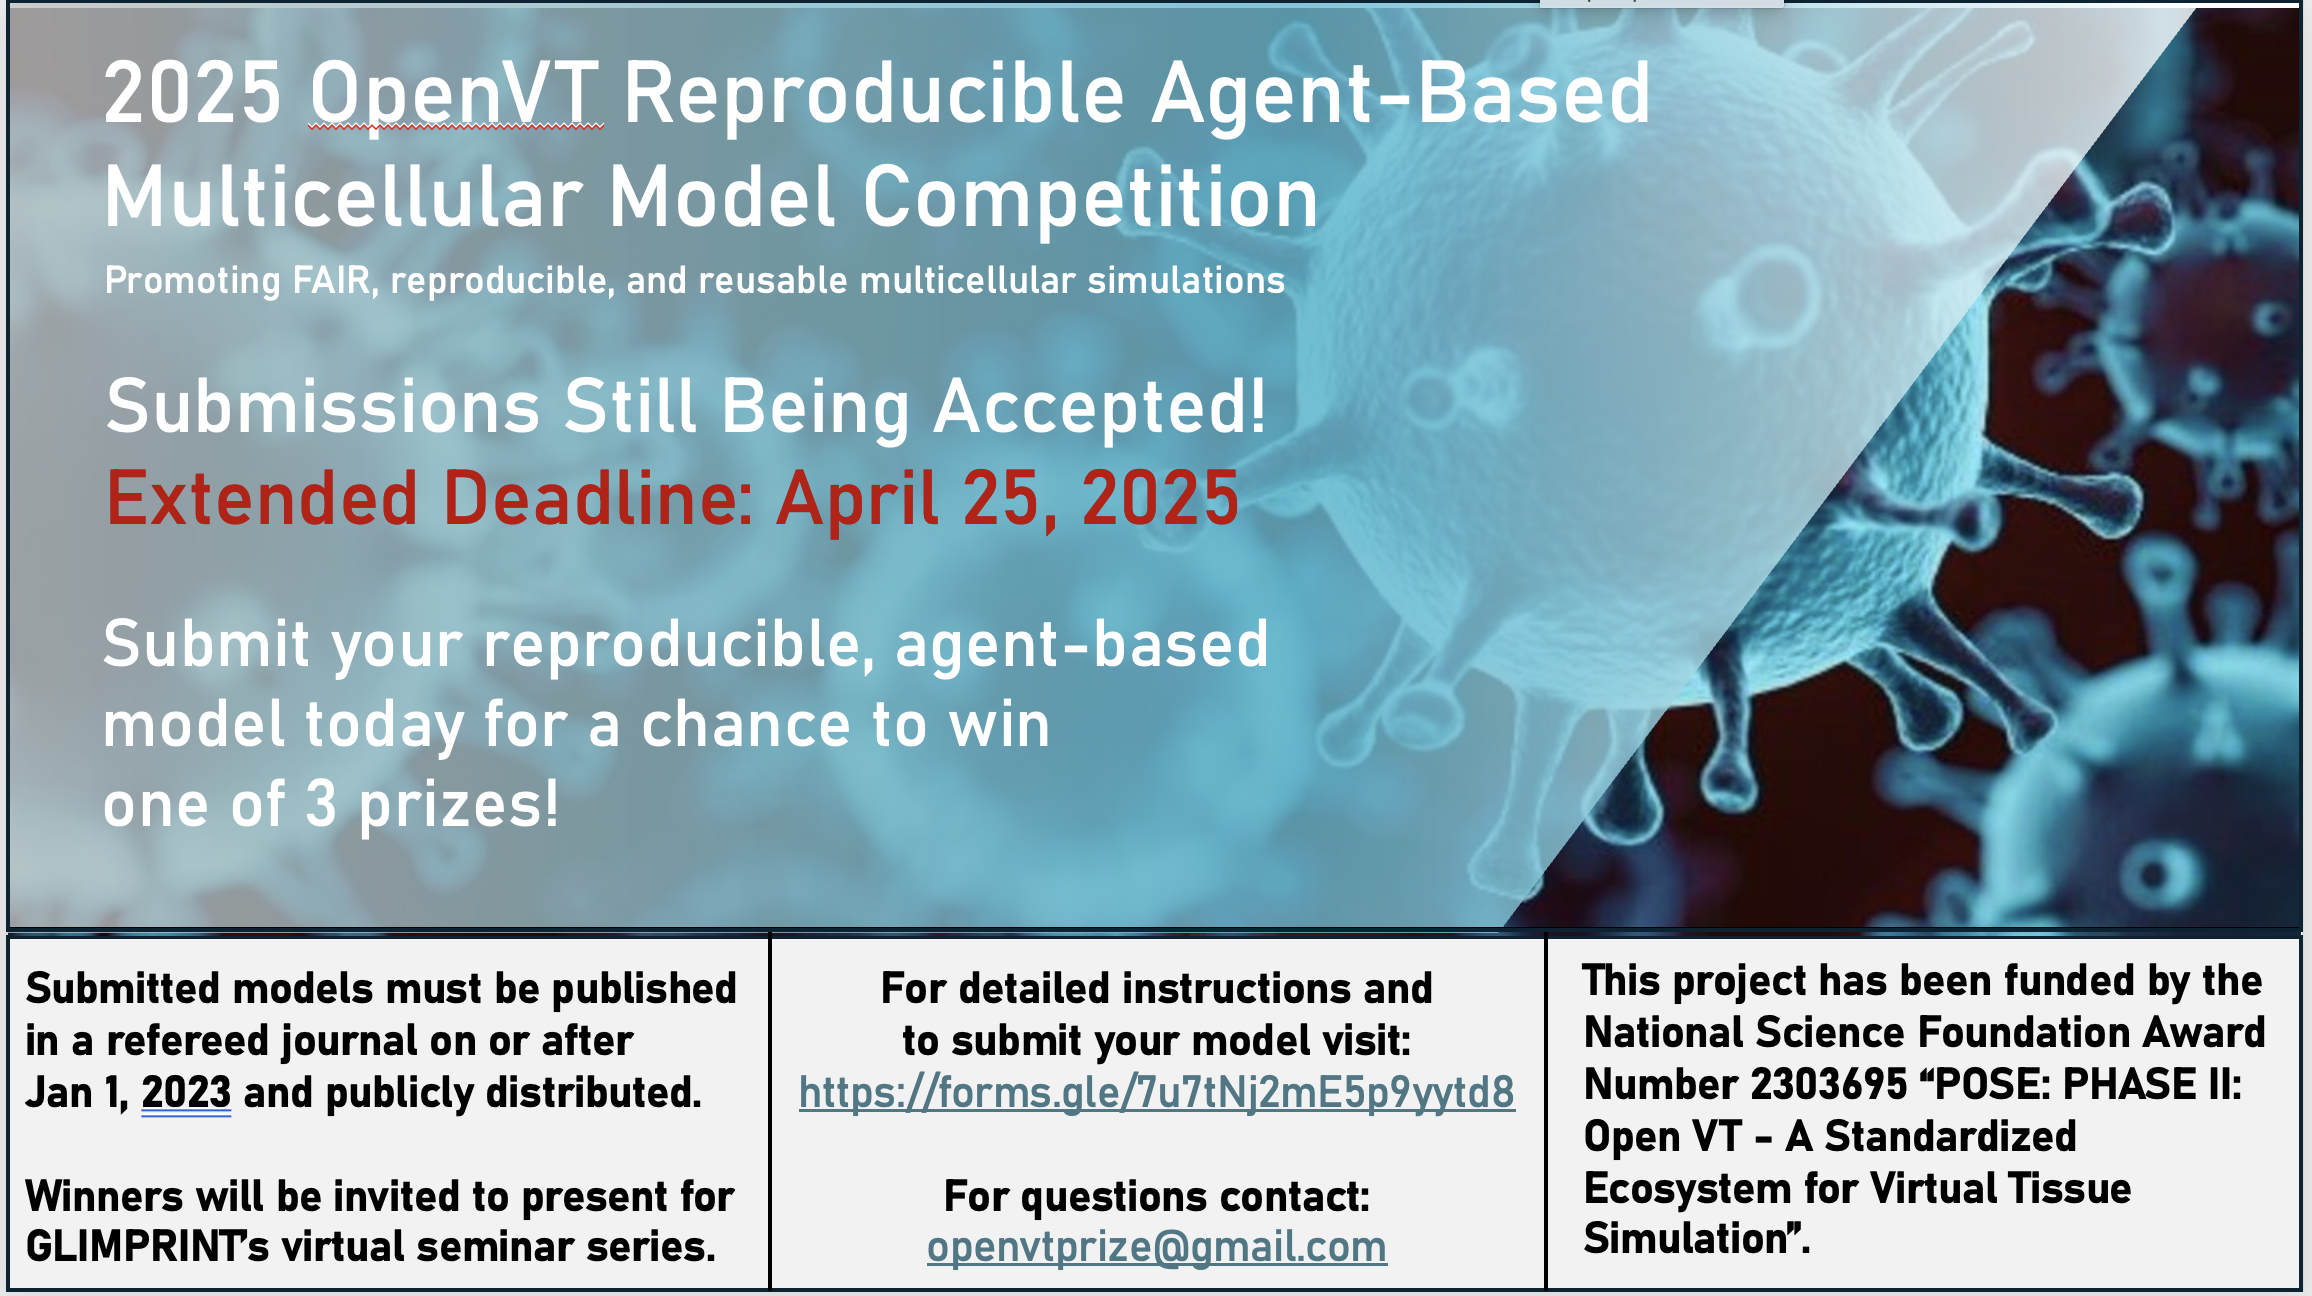 2025 OpenVT Reproducible Agent-Based
Multicellular Model Competition
Promoting FAIR, reproducible, and reusable multicellular simulations
Submissions Still Being Accepted!
Extended Deadline: April 25, 2025
Submit your reproducible, agent-based
model today for a chance to win
one of 3 prizes!
Submitted models must be published
in a refereed journal on or after
Jan 1, 2023 and publicly distributed.
Winners will be invited to present for
GLIMPRINT's virtual seminar series.
For detailed instructions and
to submit your model visit:
https://forms.gle/7u7tNj2mE5p9yytd8
For questions contact:
openvtprize@gmail.com
This project has been funded by the
National Science Foundation Award
Number 2303695 “POSE: PHASE II:
Open VT - A Standardized
Ecosystem for Virtual Tissue
Simulation”.